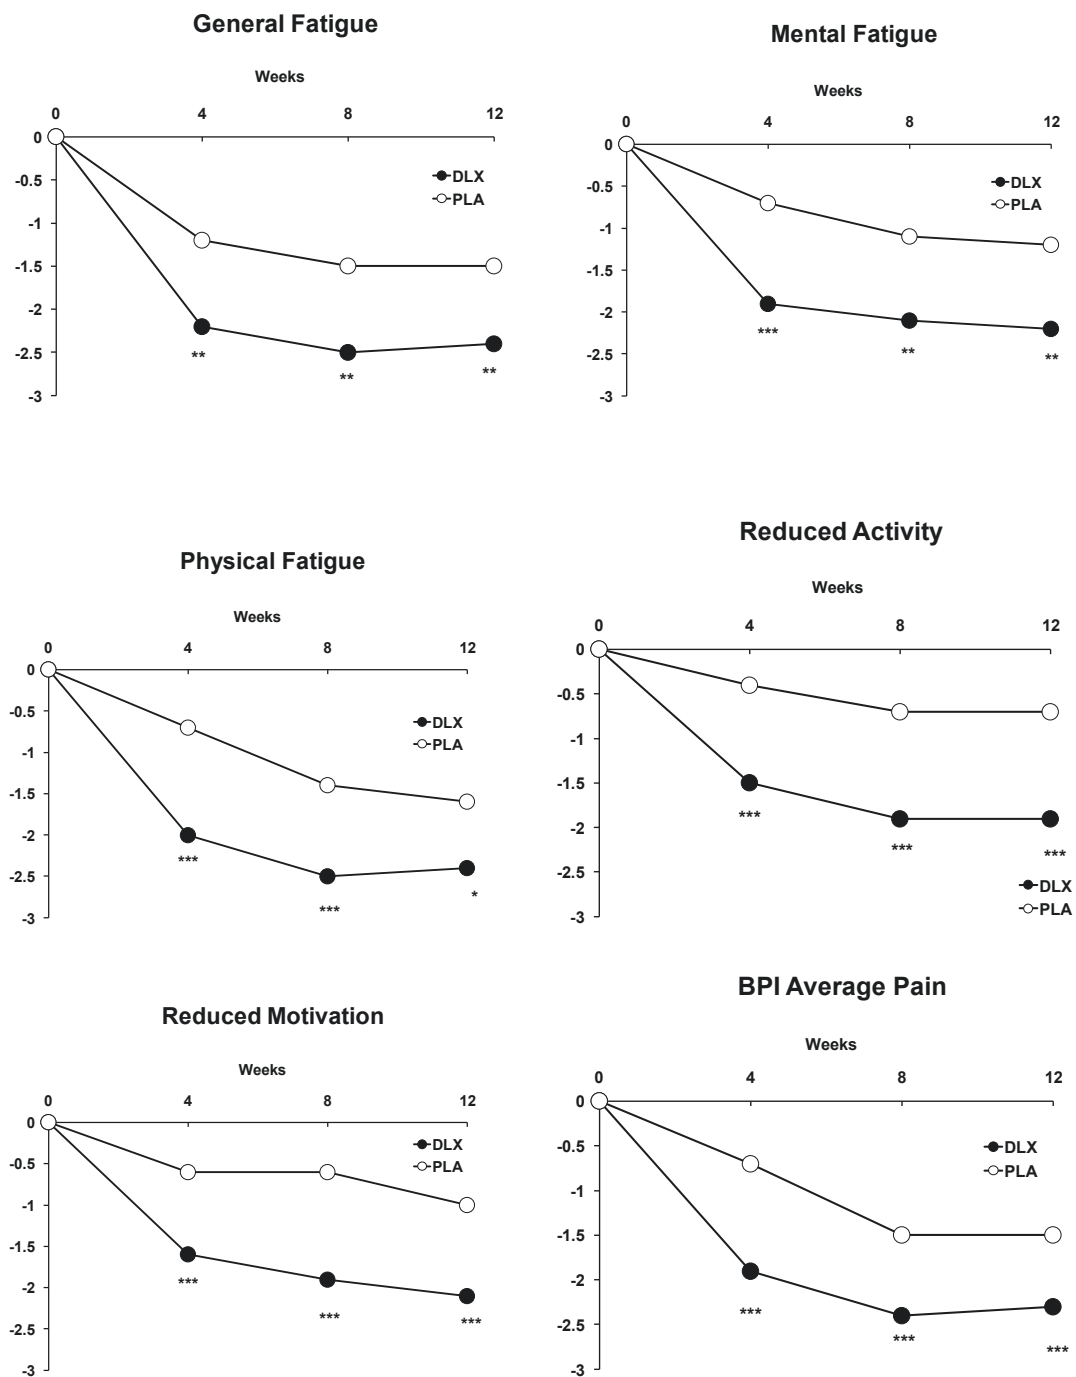 General Fatigue
Weeks
0 4 8 12
0
-0.5
-1
-1.5
-2
-2.5
-3
DLX
PLA
**
**
**
Mental Fatigue
Weeks
0 4 8 12
0
-0.5
-1
-1.5
-2
-2.5
-3
DLX
PLA
***
**
**
Physical Fatigue
Weeks
0 4 8 12
0
-0.5
-1
-1.5
-2
-2.5
-3
DLX
PLA
***
***
*
Reduced Activity
Weeks
0 4 8 12
0
-0.5
-1
-1.5
-2
-2.5
-3
***
***
***
DLX
PLA
Reduced Motivation
Weeks
0 4 8 12
0
-0.5
-1
-1.5
-2
-2.5
-3
DLX
PLA
***
***
***
BPI Average Pain
Weeks
0 4 8 12
0
-0.5
-1
-1.5
-2
-2.5
-3
DLX
PLA
***
***
***